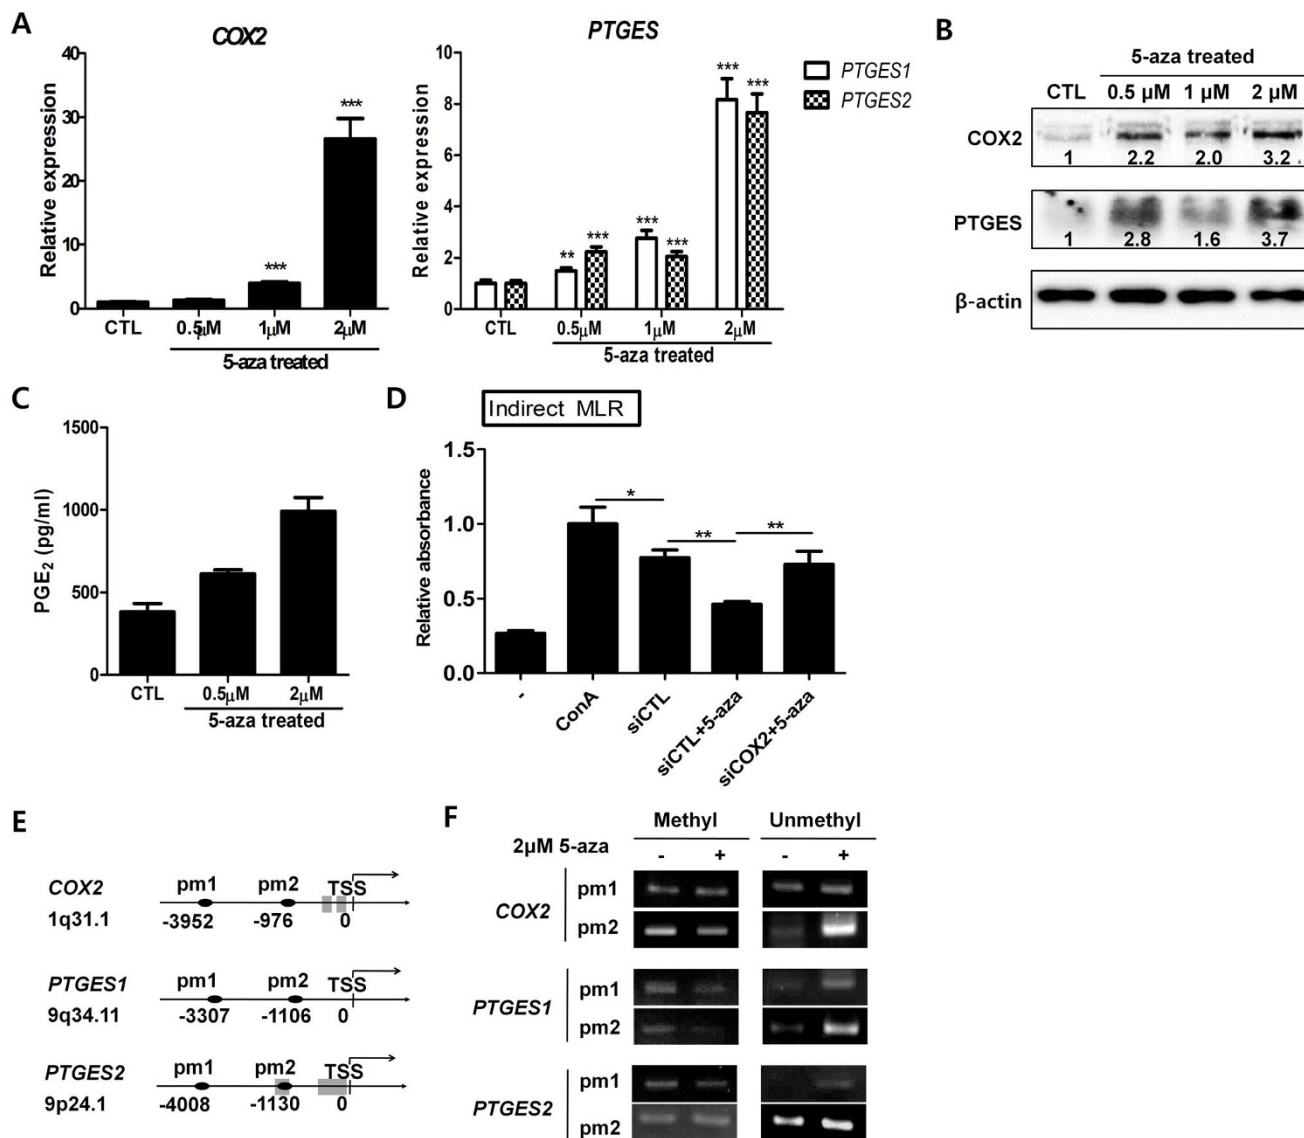 A
COX2
Relative expression
40
30
20
10
0
***
***
CTL
0.5μM
1μM
2μM
5-aza treated
PTGES
Relative expression
10
8
6
4
2
0
**
***
***
***
***
***
CTL
0.5μM
1μM
2μM
5-aza treated
PTGES1
PTGES2
B
5-aza treated
CTL 0.5 μM 1 μM 2 μM
COX2
1 2.2 2.0 3.2
PTGES
1 2.8 1.6 3.7
β-actin
C
PGE2 (pg/ml)
1500
1000
500
0
CTL
0.5μM
2μM
5-aza treated
D
Indirect MLR
Relative absorbance
1.5
1.0
0.5
0.0
*
**
**
-
ConA
siCTL
siCTL+5-aza
siCOX2+5-aza
E
COX2 pm1 pm2 TSS
1q31.1 -3952 -976 0
PTGES1 pm1 pm2 TSS
9q34.11 -3307 -1106 0
PTGES2 pm1 pm2 TSS
9p24.1 -4008 -1130 0
F
Methyl Unmethyl
2μM 5-aza - + - +
COX2
pm1
pm2
PTGES1
pm1
pm2
PTGES2
pm1
pm2